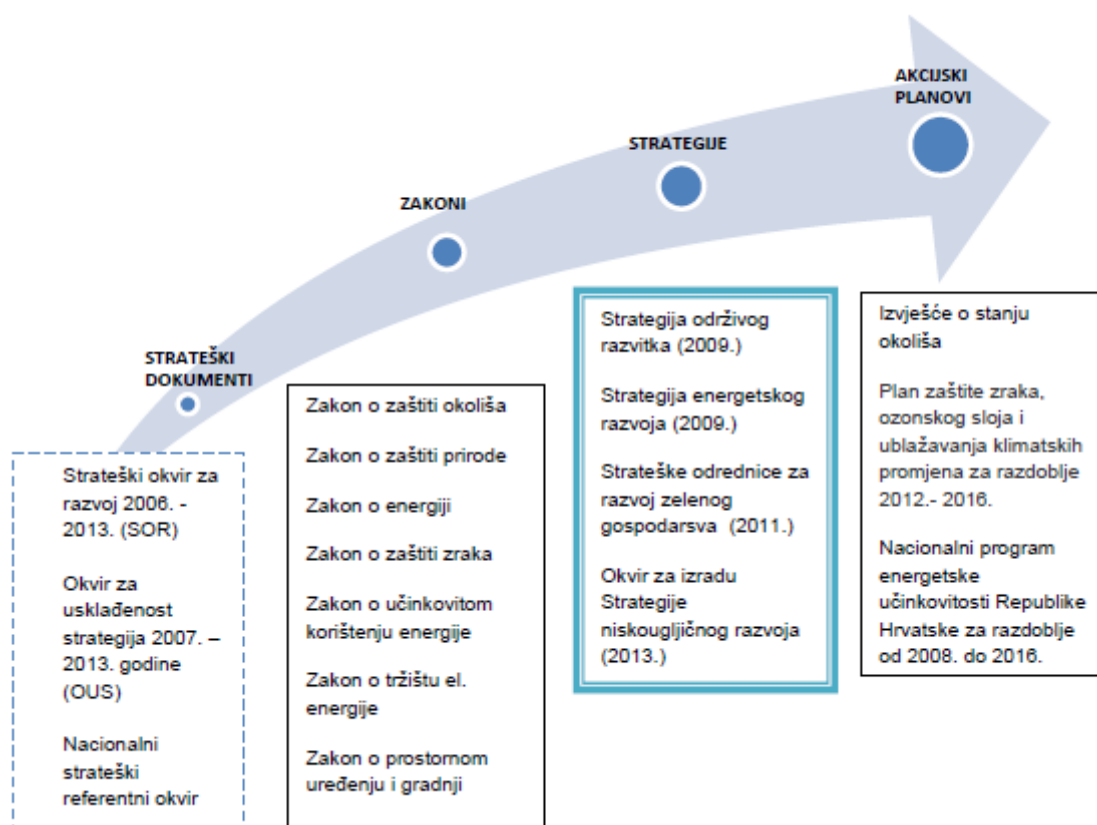 STRATEŠKI
DOKUMENTI
Strateški okvir za
razvoj 2006. -
2013. (SOR)
Okvir za
usklađenost
strategija 2007. –
2013. godine
(OUS)
Nacionalni
strateški
referentni okvir
ZAKONI
Zakon o zaštiti okoliša
Zakon o zaštiti prirode
Zakon o energiji
Zakon o zaštiti zraka
Zakon o učinkovitom
korištenju energije
Zakon o tržištu el.
energije
Zakon o prostornom
uređenju i gradnji
STRATEGIJE
Strategija održivog
razvitka (2009.)
Strategija energetskog
razvoja (2009.)
Strateške odrednice za
razvoj zelenog
gospodarsva (2011.)
Okvir za izradu
Strategije
niskougljičnog razvoja
(2013.)
AKCIJSKI
PLANOVI
Izvješće o stanju
okoliša
Plan zaštite zraka,
ozonskog sloja i
ublažavanja klimatskih
promjena za razdoblje
2012.- 2016.
Nacionalni program
energetske
učinkovitosti Republike
Hrvatske za razdoblje
od 2008. do 2016.